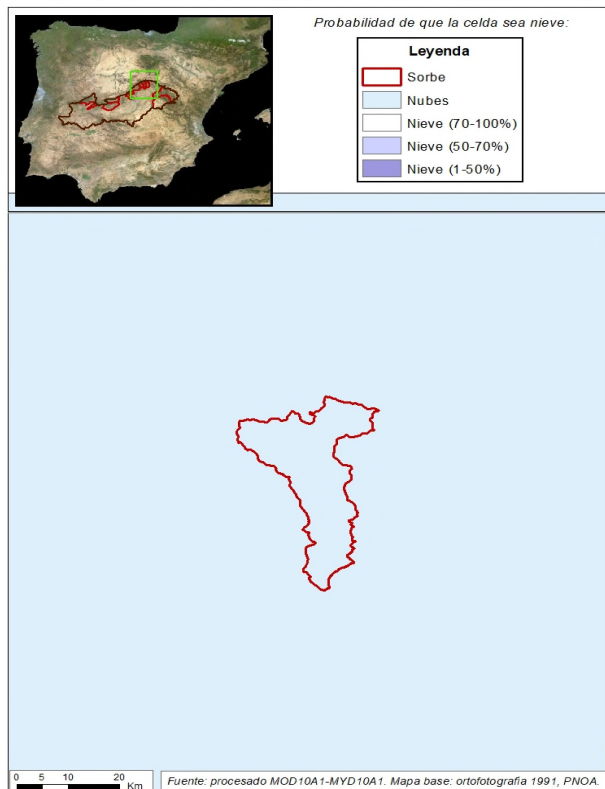 Probabilidad de que la celda sea nieve:
Leyenda
Sorbe
Nubes
Nieve (70-100%)
Nieve (50-70%)
Nieve (1-50%)
0 5 10 20
Km
Fuente: procesado MOD10A1-MYD10A1. Mapa base: ortofotografia 1991, PNOA.